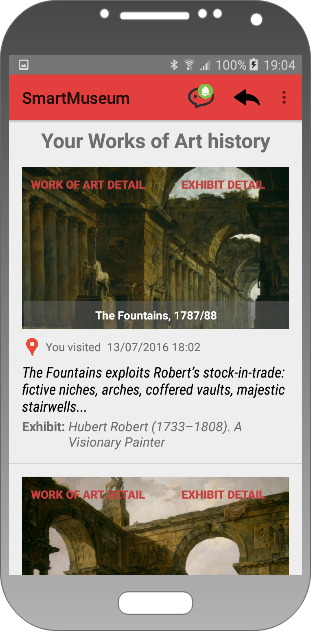 100% 19:04
SmartMuseum
Your Works of Art history
WORK OF ART DETAIL EXHIBIT DETAIL
The Fountains, 1787/88
You visited 13/07/2016 18:02
The Fountains exploits Robert's stock-in-trade:
fictive niches, arches, coffered vaults, majestic
stairwells...
Exhibit: Hubert Robert (1733–1808). A
Visionary Painter
WORK OF ART DETAIL EXHIBIT DETAIL